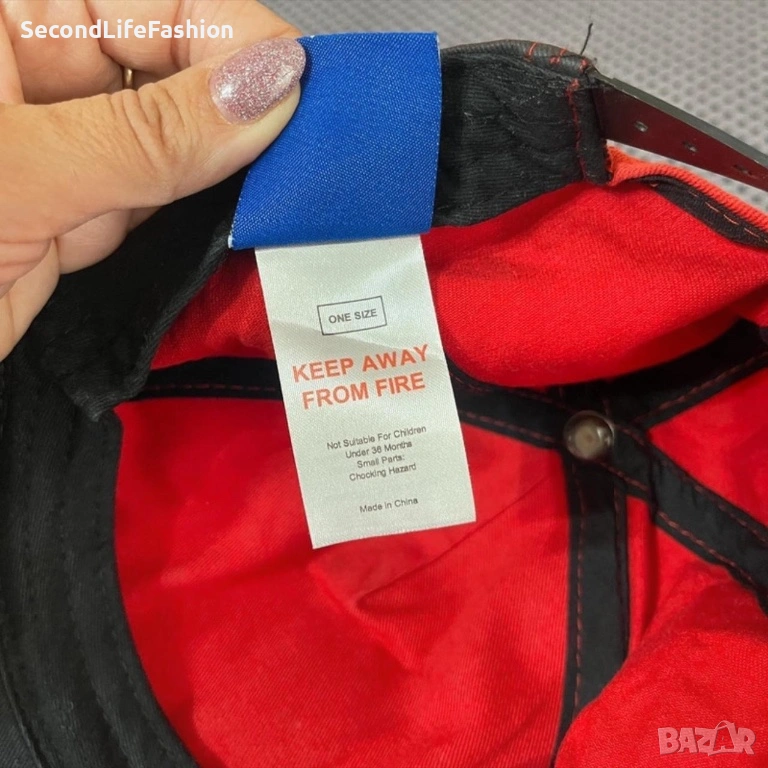 SecondLifeFashion
ONE SIZE
KEEP AWAY
FROM FIRE
Not Suitable For Children
Under 36 Months
Small Parts:
Chocking Hazard
Made in China
BAZAR